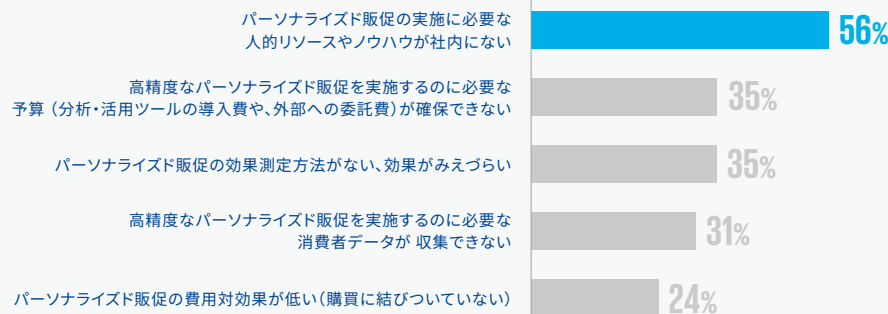 パーソナライズド販促の実施に必要な
人的リソースやノウハウが社内にない
56%
高精度なパーソナライズド販促を実施するのに必要な
予算（分析・活用ツールの導入費や、外部への委託費）が確保できない
35%
パーソナライズド販促の効果測定方法がない、効果がみえづらい
35%
高精度なパーソナライズド販促を実施するのに必要な
消費者データが 収集できない
31%
パーソナライズド販促の費用対効果が低い（購買に結びついていない）
24%